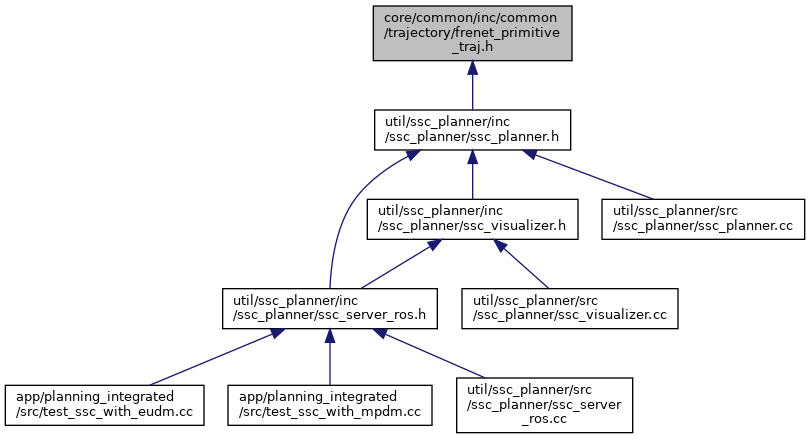 core/common/inc/common
/trajectory/frenet_primitive
_traj.h
util/ssc_planner/inc
/ssc_planner/ssc_planner.h
util/ssc_planner/inc
/ssc_planner/ssc_visualizer.h
util/ssc_planner/src
/ssc_planner/ssc_planner.cc
util/ssc_planner/inc
/ssc_planner/ssc_server_ros.h
util/ssc_planner/src
/ssc_planner/ssc_visualizer.cc
app/planning_integrated
/src/test_ssc_with_eudm.cc
app/planning_integrated
/src/test_ssc_with_mpdm.cc
util/ssc_planner/src
/ssc_planner/ssc_server
_ros.cc